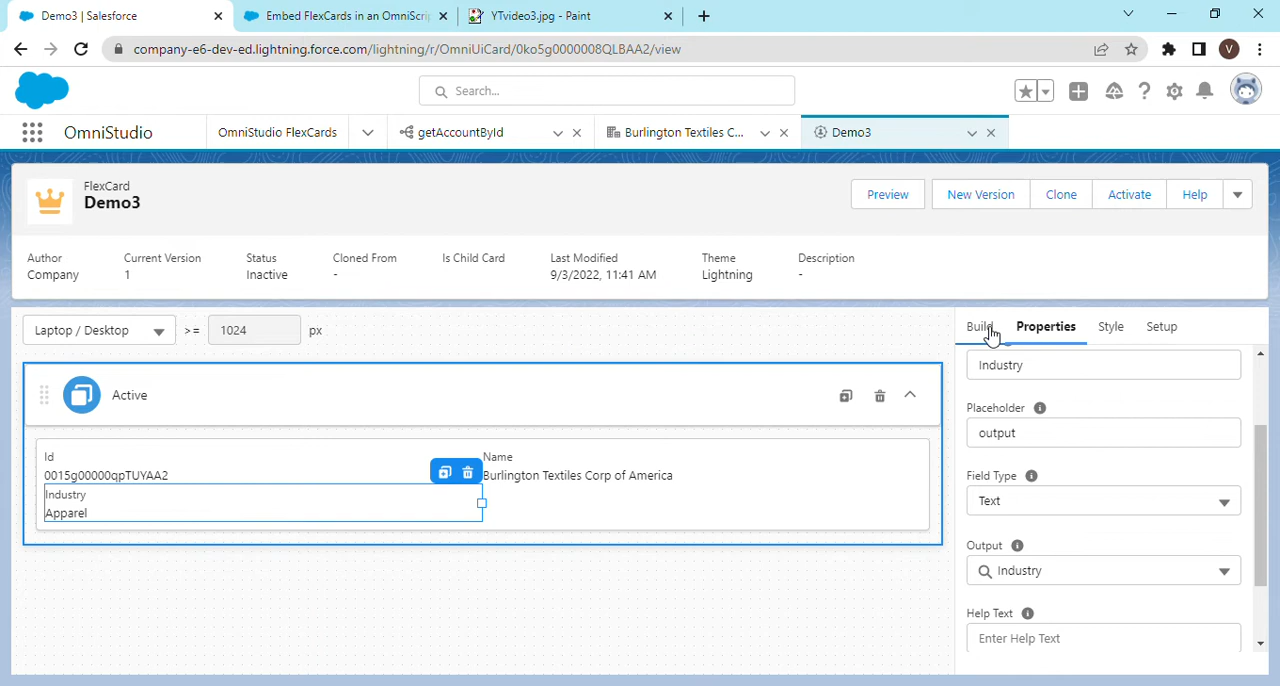 Demo3 | Salesforce
Embed FlexCards in an OmniScri
YTvideo3.jpg - Paint
company-e6-dev-ed.lightning.force.com/lightning/r/OmniUiCard/0ko5g0000008QLBAA2/view
V
Search...
OmniStudio
OmniStudio FlexCards
getAccountById
Burlington Textiles C...
Demo3
FlexCard
Demo3
Preview
New Version
Clone
Activate
Help
Author
Current Version
Status
Cloned From
Is Child Card
Last Modified
Theme
Description
Company
1
Inactive
-
9/3/2022, 11:41 AM
Lightning
-
Laptop / Desktop
>=
1024
px
Build
Properties
Style
Setup
Active
Id
0015g00000qpTUYAA2
Name
Burlington Textiles Corp of America
Industry
Apparel
Industry
Placeholder
output
Field Type
Text
Output
Industry
Help Text
Enter Help Text